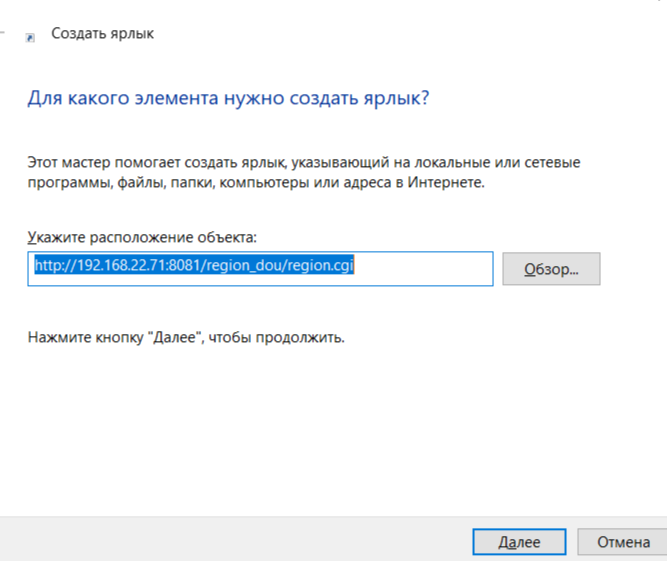 Создать ярлык
Для какого элемента нужно создать ярлык?
Этот мастер помогает создать ярлык, указывающий на локальные или сетевые
программы, файлы, папки, компьютеры или адреса в Интернете.
Укажите расположение объекта:
http://192.168.22.71:8081/region_dou/region.cgi
Обзор...
Нажмите кнопку "Далее", чтобы продолжить.
Далее
Отмена